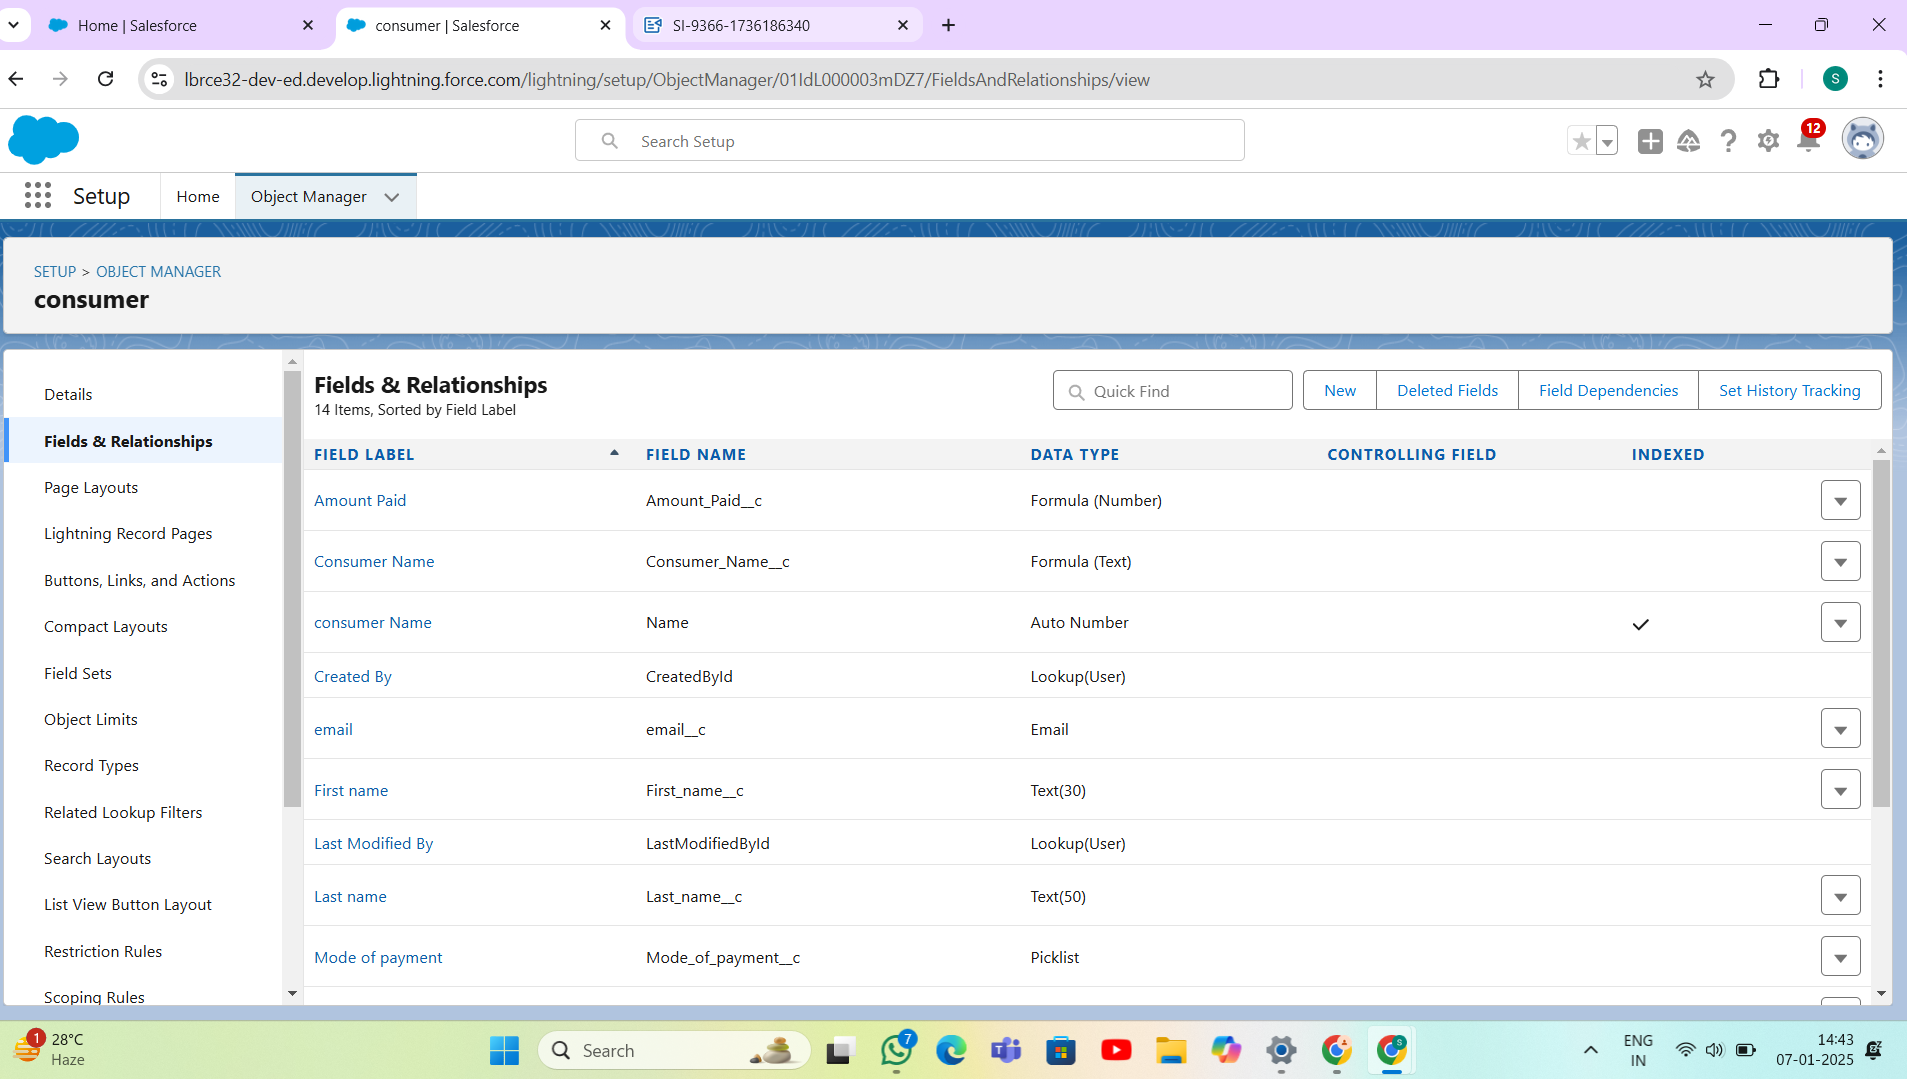 Home | Salesforce
consumer | Salesforce
SI-9366-1736186340
lbrce32-dev-ed.develop.lightning.force.com/lightning/setup/ObjectManager/01IdL000003mDZ7/FieldsAndRelationships/view
S
Search Setup
12
Setup
Home
Object Manager
SETUP > OBJECT MANAGER
consumer
Details
Fields & Relationships
Page Layouts
Lightning Record Pages
Buttons, Links, and Actions
Compact Layouts
Field Sets
Object Limits
Record Types
Related Lookup Filters
Search Layouts
List View Button Layout
Restriction Rules
Scoping Rules
Fields & Relationships
14 Items, Sorted by Field Label
Quick Find
New
Deleted Fields
Field Dependencies
Set History Tracking
FIELD LABEL FIELD NAME DATA TYPE CONTROLLING FIELD INDEXED
Amount Paid Amount_Paid__c Formula (Number)
Consumer Name Consumer_Name__c Formula (Text)
consumer Name Name Auto Number
Created By CreatedById Lookup(User)
email email__c Email
First name First_name__c Text(30)
Last Modified By LastModifiedById Lookup(User)
Last name Last_name__c Text(50)
Mode of payment Mode_of_payment__c Picklist
1
28°C
Haze
Search
7
S
ENG
IN
14:43
07-01-2025